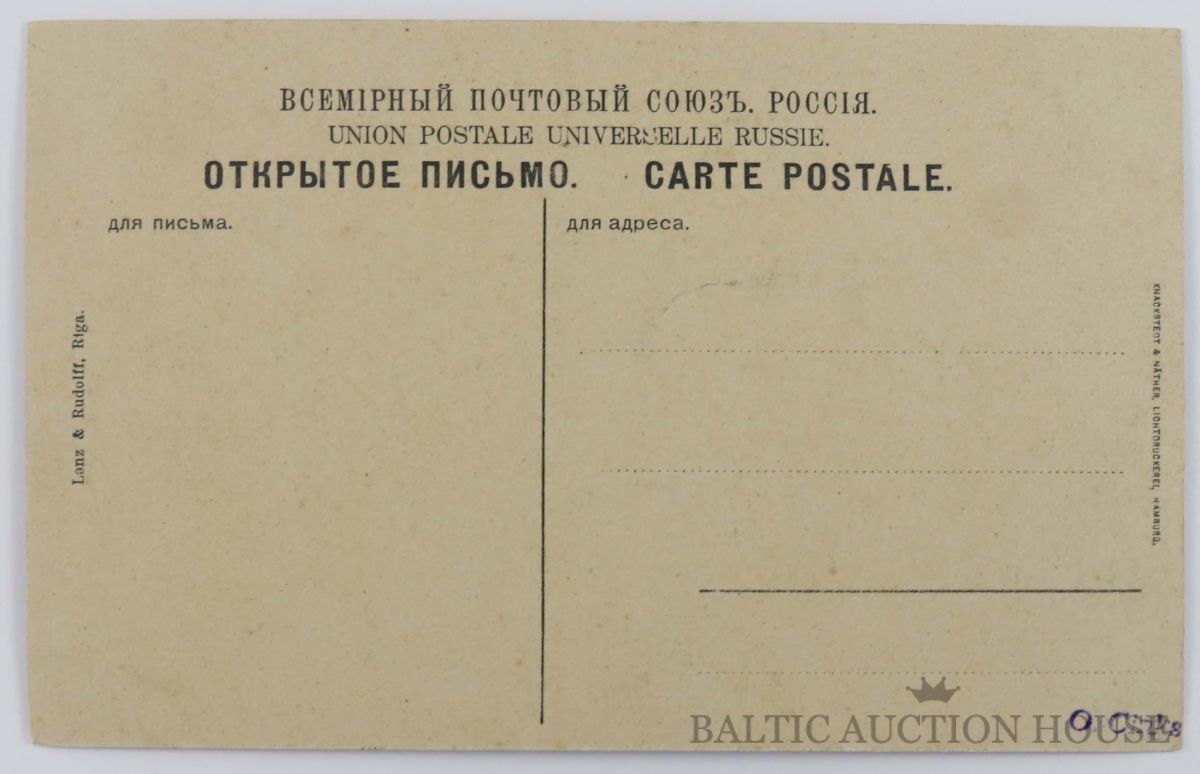 ВСЕМІРНЫЙ ПОЧТОВЫЙ СОЮЗЪ. РОССІЯ.
UNION POSTALE UNIVERSELLE RUSSIE.
ОТКРЫТОЕ ПИСЬМО. CARTE POSTALE.
для письма.
для адреса.
Lenz & Rudolff, Riga.
KNACKSTEDT & NÄTHER, LICHTDRUCKEREI, HAMBURG.
BALTIC AUCTION HOUSE